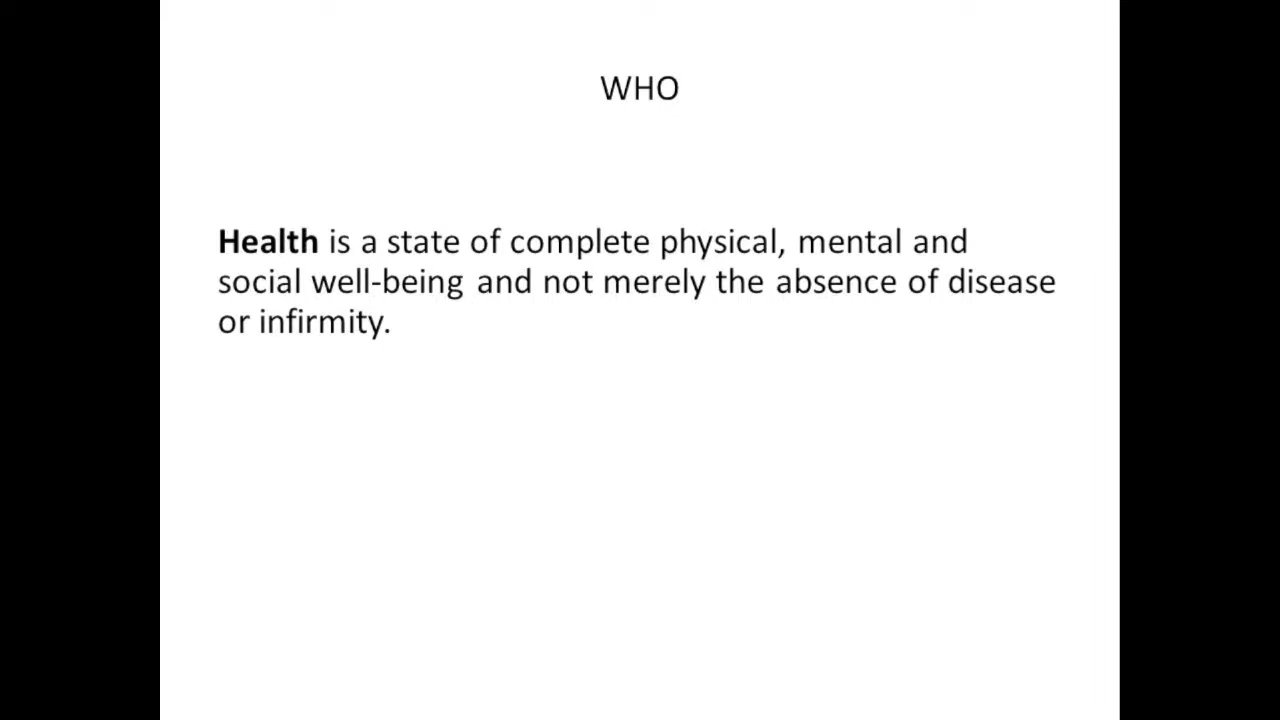 WHO
Health is a state of complete physical, mental and
social well-being and not merely the absence of disease
or infirmity.